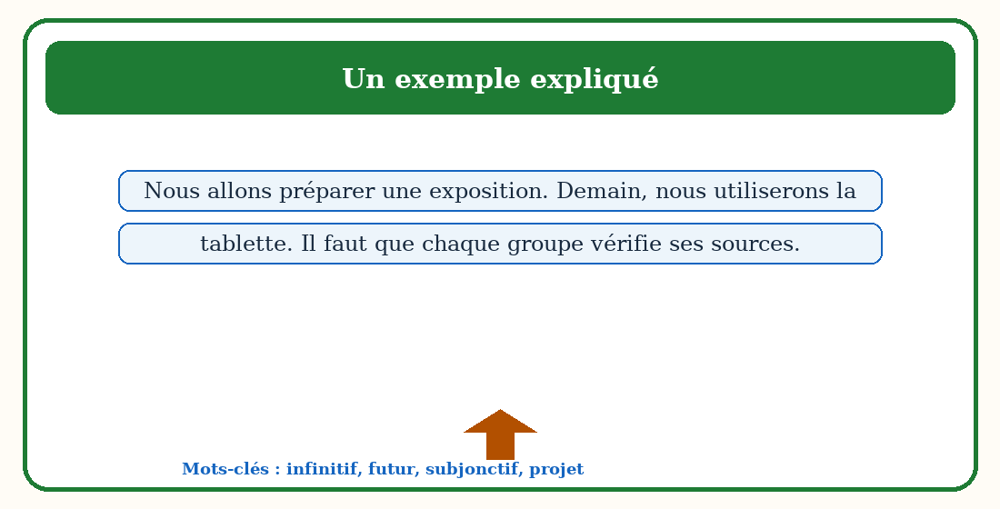 Un exemple expliqué
Nous allons préparer une exposition. Demain, nous utiliserons la
tablette. Il faut que chaque groupe vérifie ses sources.
Mots-clés : infinitif, futur, subjonctif, projet